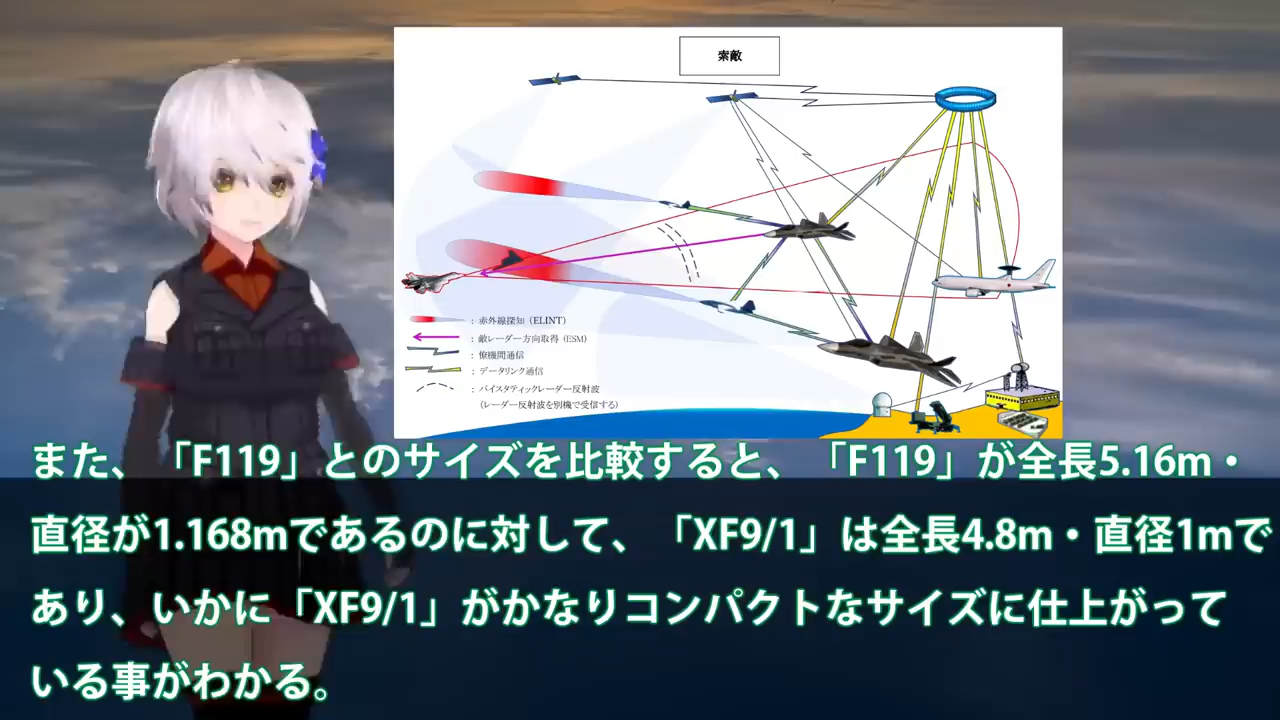 索敵
：赤外線探知（ELINT）
：敵レーダー方向取得（ESM）
：僚機間通信
：データリンク通信
：バイスタティックレーダー反射波
（レーダー反射波を別機で受信する）
また、「F119」とのサイズを比較すると、「F119」が全長5.16m・
直径が1.168mであるのに対して、「XF9/1」は全長4.8m・直径1mで
あり、いかに「XF9/1」がかなりコンパクトなサイズに仕上がって
いる事がわかる。